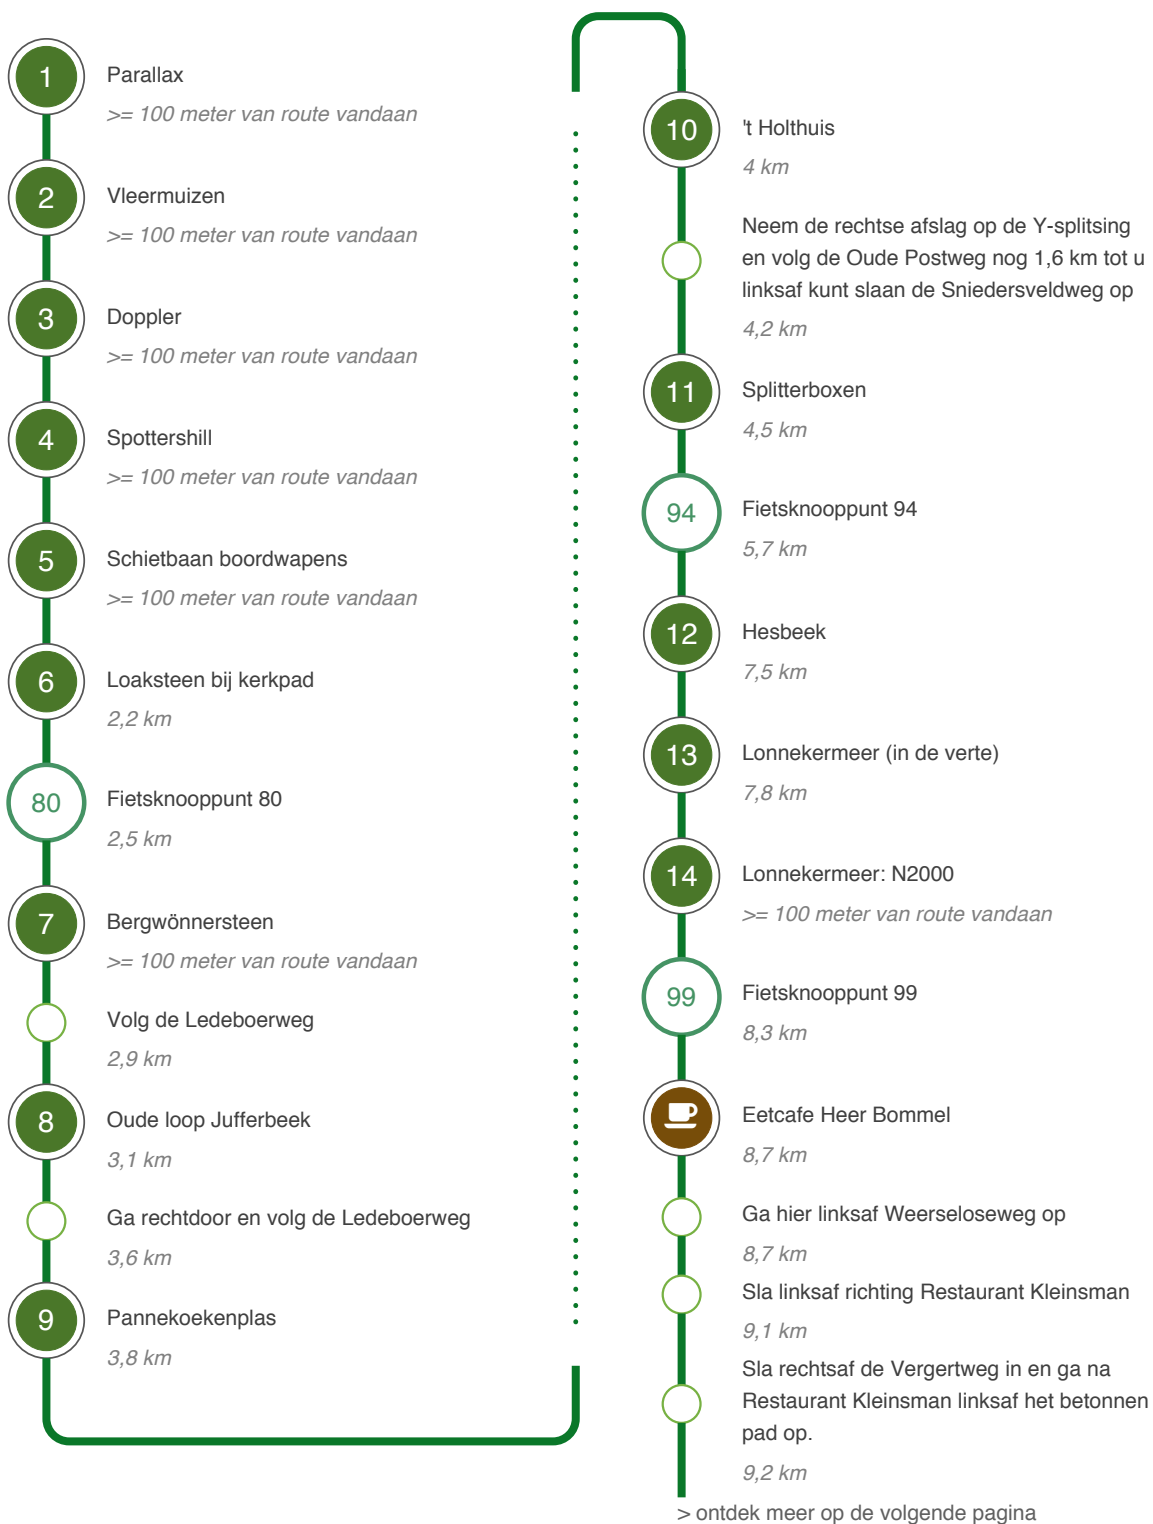 1
Parallax
>= 100 meter van route vandaan
2
Vleermuizen
>= 100 meter van route vandaan
3
Doppler
>= 100 meter van route vandaan
4
Spottershill
>= 100 meter van route vandaan
5
Schietbaan boordwapens
>= 100 meter van route vandaan
6
Loaksteen bij kerkpad
2,2 km
80
Fietsknooppunt 80
2,5 km
7
Bergwönnersteen
>= 100 meter van route vandaan
Volg de Ledeboerweg
2,9 km
8
Oude loop Jufferbeek
3,1 km
Ga rechtdoor en volg de Ledeboerweg
3,6 km
9
Pannekoekenplas
3,8 km
10
't Holthuis
4 km
Neem de rechtse afslag op de Y-splitsing
en volg de Oude Postweg nog 1,6 km tot u
linksaf kunt slaan de Sniedersveldweg op
4,2 km
11
Splitterboxen
4,5 km
94
Fietsknooppunt 94
5,7 km
12
Hesbeek
7,5 km
13
Lonnekermeer (in de verte)
7,8 km
14
Lonnekermeer: N2000
>= 100 meter van route vandaan
99
Fietsknooppunt 99
8,3 km
Eetcafe Heer Bommel
8,7 km
Ga hier linksaf Weerseloseweg op
8,7 km
Sla linksaf richting Restaurant Kleinsman
9,1 km
Sla rechtsaf de Vergertweg in en ga na
Restaurant Kleinsman linksaf het betonnen
pad op.
9,2 km
> ontdek meer op de volgende pagina